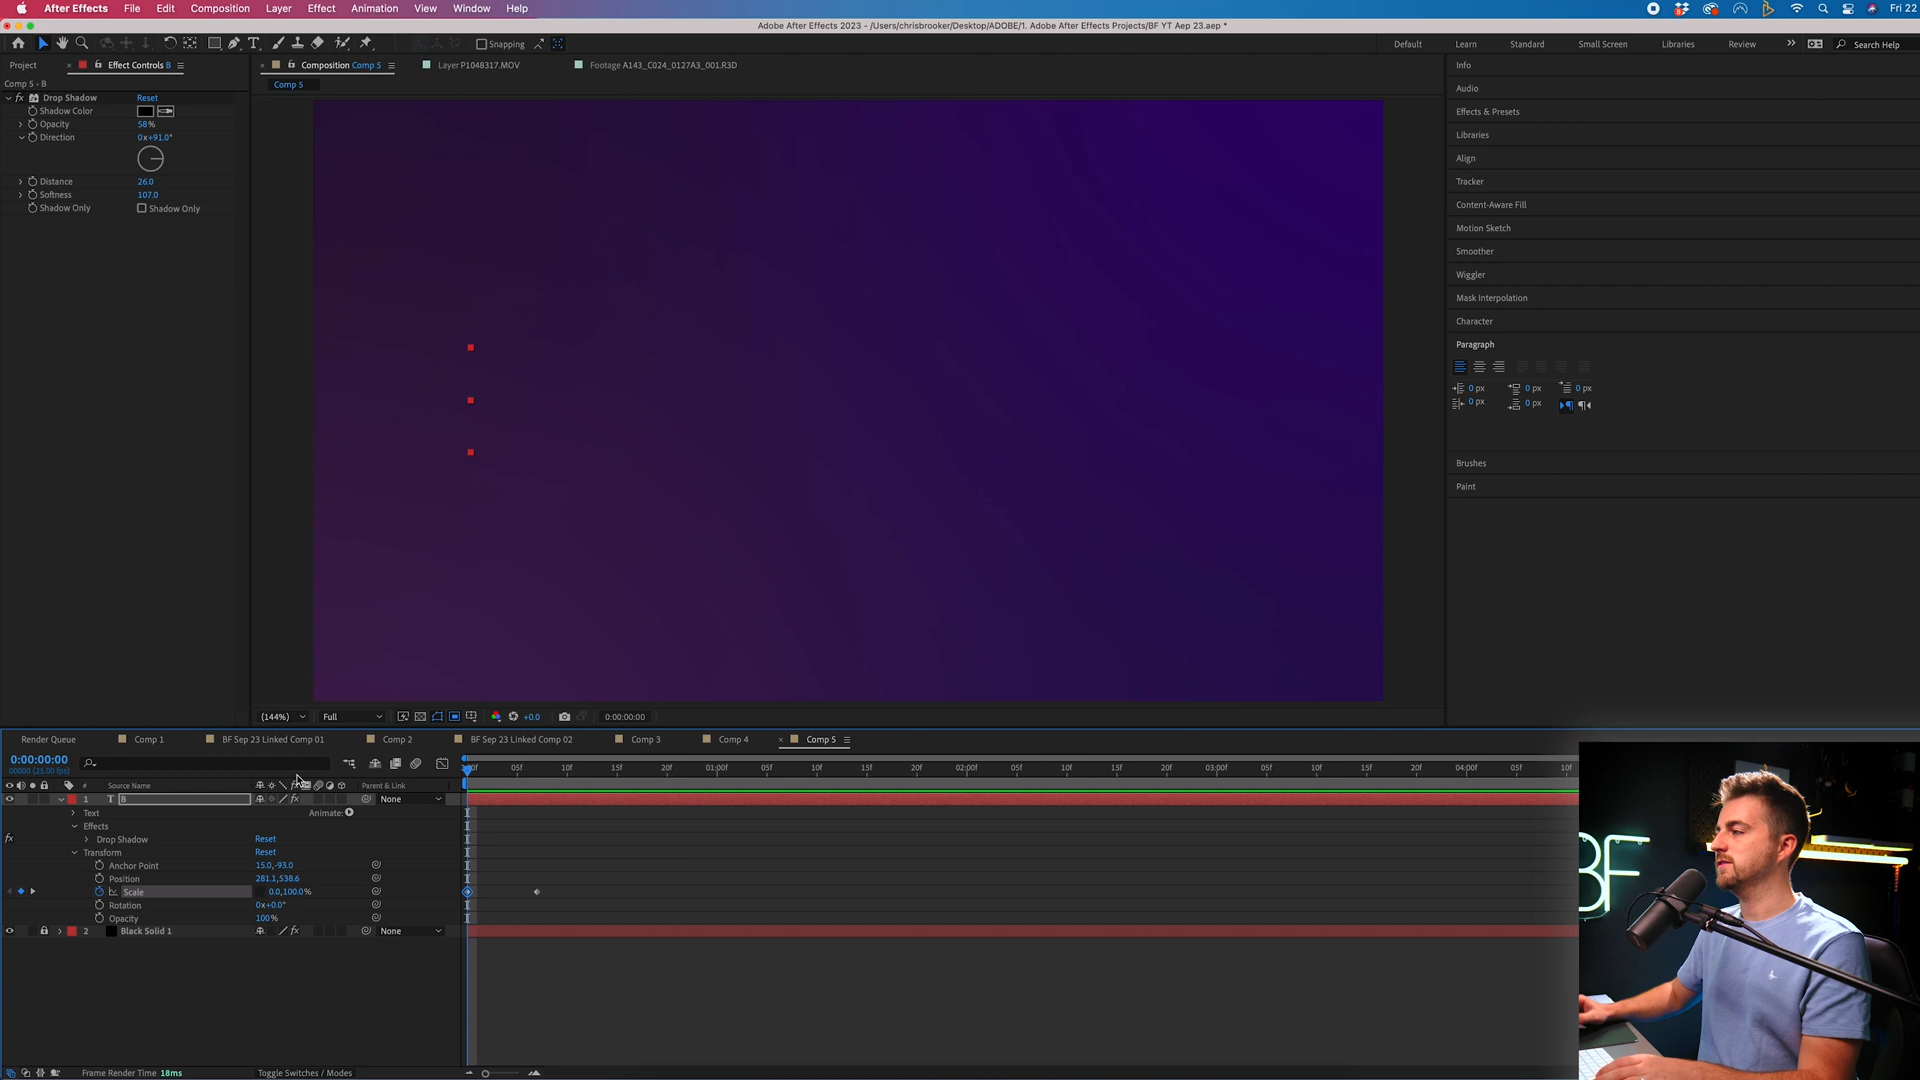 After Effects File Edit Composition Layer Effect Animation View Window Help Fri 22
Adobe After Effects 2023 - /Users/chrisbrooker/Desktop/ADOBE/1. Adobe After Effects Projects/BF YT Aep 23.aep *
Snapping Default Learn Standard Small Screen Libraries Review Search Help
Project Effect Controls B Composition Comp 5 Layer P1048317.MOV Footage A143_C024_0127A3_001.R3D
Comp 5 • B
Comp 5
fx Drop Shadow Reset
Shadow Color
Opacity 58%
Direction 0x+91.0°
Distance 26.0
Softness 107.0
Shadow Only Shadow Only
Info
Audio
Effects & Presets
Libraries
Align
Tracker
Content-Aware Fill
Motion Sketch
Smoother
Wiggler
Mask Interpolation
Character
Paragraph
0 px 0 px 0 px
0 px 0 px
Brushes
Paint
(144%) Full +0.0 0:00:00:00
Render Queue Comp 1 BF Sep 23 Linked Comp 01 Comp 2 BF Sep 23 Linked Comp 02 Comp 3 Comp 4 Comp 5
0:00:00:00
00000 (25.00 fps)
05f 10f 15f 20f 01:00f 05f 10f 15f 20f 02:00f 05f 10f 15f 20f 03:00f 05f 10f 15f 20f 04:00f 05f 10f
# Source Name Parent & Link
1 T B None
Text Animate:
Effects
fx Drop Shadow Reset
Transform Reset
Anchor Point 15.0,-93.0
Position 281.1,538.6
Scale 0.0,100.0%
Rotation 0x+0.0°
Opacity 100%
2 Black Solid 1 None
BF
Frame Render Time 18ms Toggle Switches / Modes